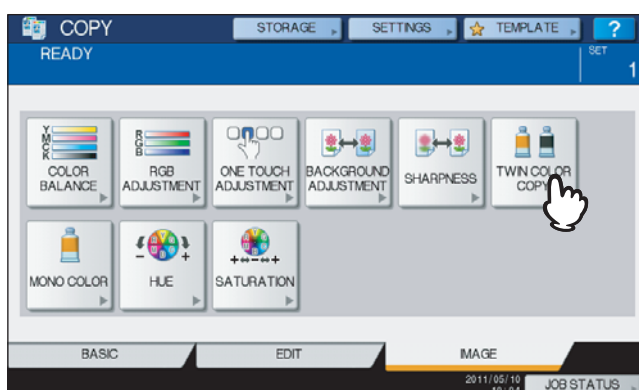 COPY
STORAGE
SETTINGS
TEMPLATE
?
READY
SET
1
Y
M
C
K
COLOR
BALANCE
R
G
B
RGB
ADJUSTMENT
ONE TOUCH
ADJUSTMENT
BACKGROUND
ADJUSTMENT
SHARPNESS
TWIN COLOR
COPY
MONO COLOR
- +
HUE
SATURATION
BASIC
EDIT
IMAGE
2011/05/10
JOB STATUS